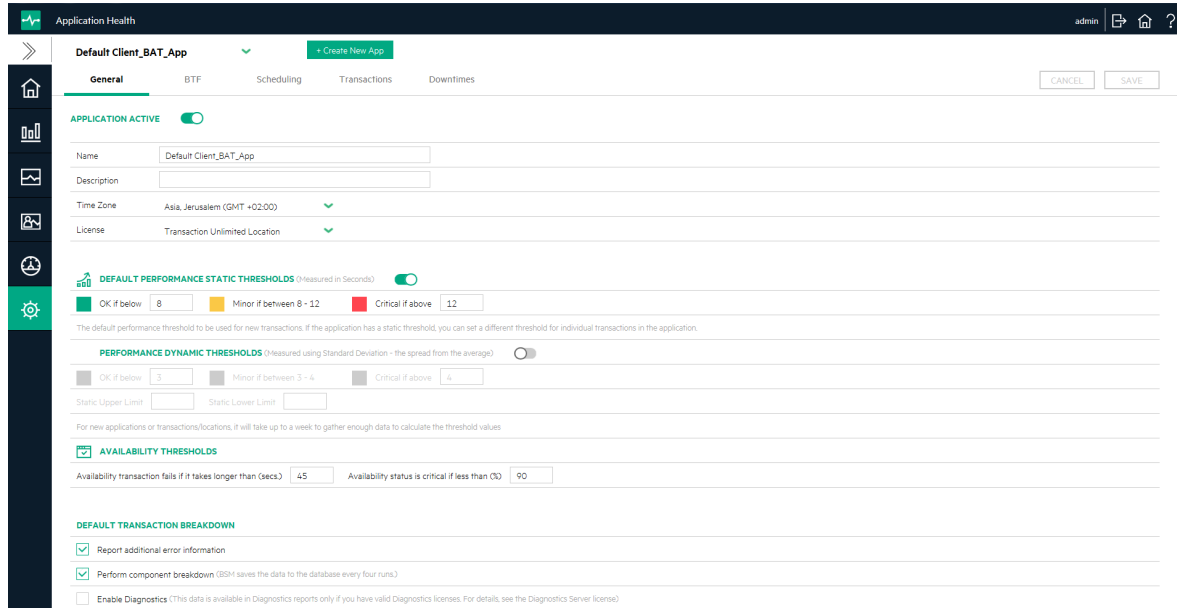 Application Health admin ?
Default Client_BAT_App + Create New App
General BTF Scheduling Transactions Downtimes CANCEL SAVE
APPLICATION ACTIVE
Name Default Client_BAT_App
Description
Time Zone Asia, Jerusalem (GMT +02:00)
License Transaction Unlimited Location
DEFAULT PERFORMANCE STATIC THRESHOLDS (Measured in Seconds)
OK if below 8 Minor if between 8 - 12 Critical if above 12
The default performance threshold to be used for new transactions. If the application has a static threshold, you can set a different threshold for individual transactions in the application.
PERFORMANCE DYNAMIC THRESHOLDS (Measured using Standard Deviation - the spread from the average)
OK if below 3 Minor if between 3 - 4 Critical if above 4
Static Upper Limit Static Lower Limit
For new applications or transactions/locations, it will take up to a week to gather enough data to calculate the threshold values
AVAILABILITY THRESHOLDS
Availability transaction fails if it takes longer than (secs.) 45 Availability status is critical if less than (%) 90
DEFAULT TRANSACTION BREAKDOWN
Report additional error information
Perform component breakdown (BSM saves the data to the database every four runs.)
Enable Diagnostics (This data is available in Diagnostics reports only if you have valid Diagnostics licenses. For details, see the Diagnostics Server license)